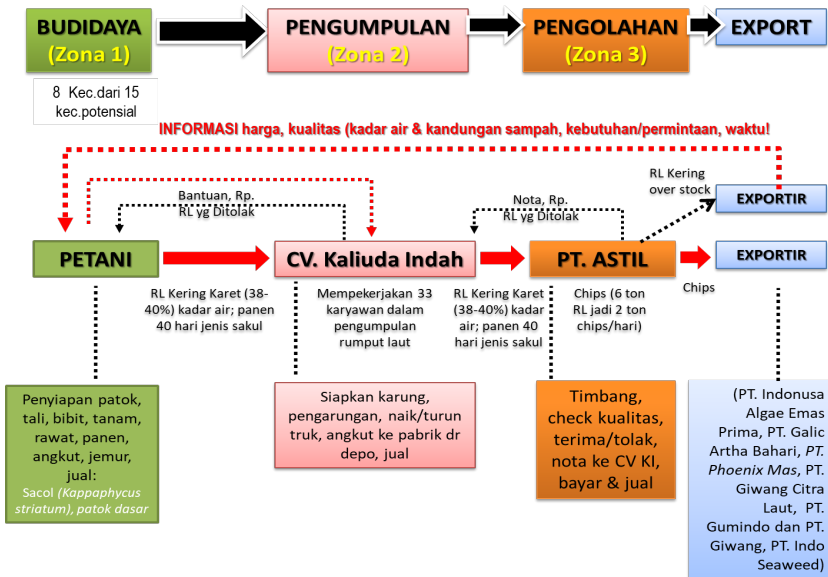 BUDIDAYA
(Zona 1)
PENGUMPULAN
(Zona 2)
PENGOLAHAN
(Zona 3)
EXPORT
8 Kec.dari 15
kec.potensial
INFORMASI harga, kualitas (kadar air & kandungan sampah, kebutuhan/permintaan, waktu!
Bantuan, Rp.
RL yg Ditolak
Nota, Rp.
RL yg Ditolak
RL Kering
over stock
EXPORTIR
PETANI
CV. Kaliuda Indah
PT. ASTIL
EXPORTIR
RL Kering Karet (38-
40%) kadar air; panen
40 hari jenis sakul
Mempekerjakan 33
karyawan dalam
pengumpulan
rumput laut
RL Kering Karet
(38-40%) kadar
air; panen 40
hari jenis sakul
Chips (6 ton
RL jadi 2 ton
chips/hari)
Chips
Penyiapan patok,
tali, bibit, tanam,
rawat, panen,
angkut, jemur,
jual:
Sacol (Kappaphycus
striatum), patok dasar
Siapkan karung,
pengarungan, naik/turun
truk, angkut ke pabrik dr
depo, jual
Timbang,
check kualitas,
terima/tolak,
nota ke CV KI,
bayar & jual
(PT. Indonusa
Algae Emas
Prima, PT. Galic
Artha Bahari, PT.
Phoenix Mas, PT.
Giwang Citra
Laut, PT.
Gumindo dan PT.
Giwang, PT. Indo
Seaweed)